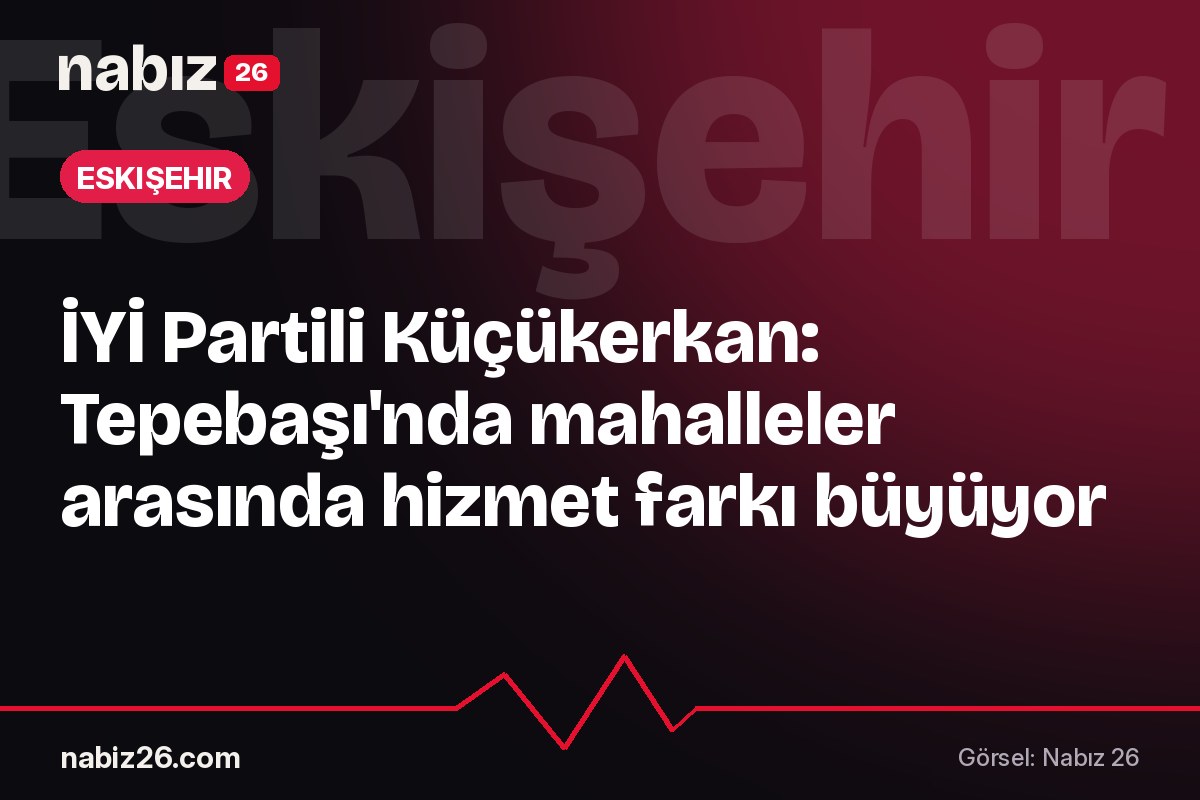 Eskişehir
nabız 26
ESKIŞEHIR
İYİ Partili Küçükerkan:
Tepebaşı'nda mahalleler
arasında hizmet farkı büyüyor
nabiz26.com
Görsel: Nabız 26